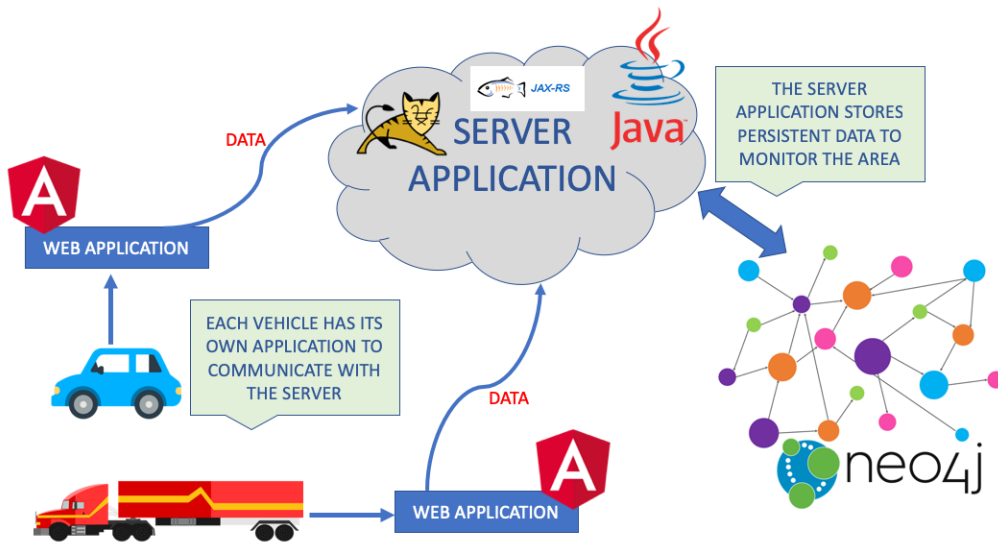 JAX-RS
Java™
SERVER
APPLICATION
THE SERVER
APPLICATION STORES
PERSISTENT DATA TO
MONITOR THE AREA
DATA
A
WEB APPLICATION
EACH VEHICLE HAS ITS
OWN APPLICATION TO
COMMUNICATE WITH
THE SERVER
DATA
A
WEB APPLICATION
neo4j